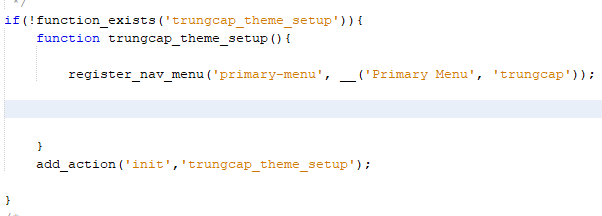 */
if(!function_exists('trungcap_theme_setup')){
function trungcap_theme_setup(){
register_nav_menu('primary-menu', __('Primary Menu', 'trungcap'));
}
add_action('init','trungcap_theme_setup');
}